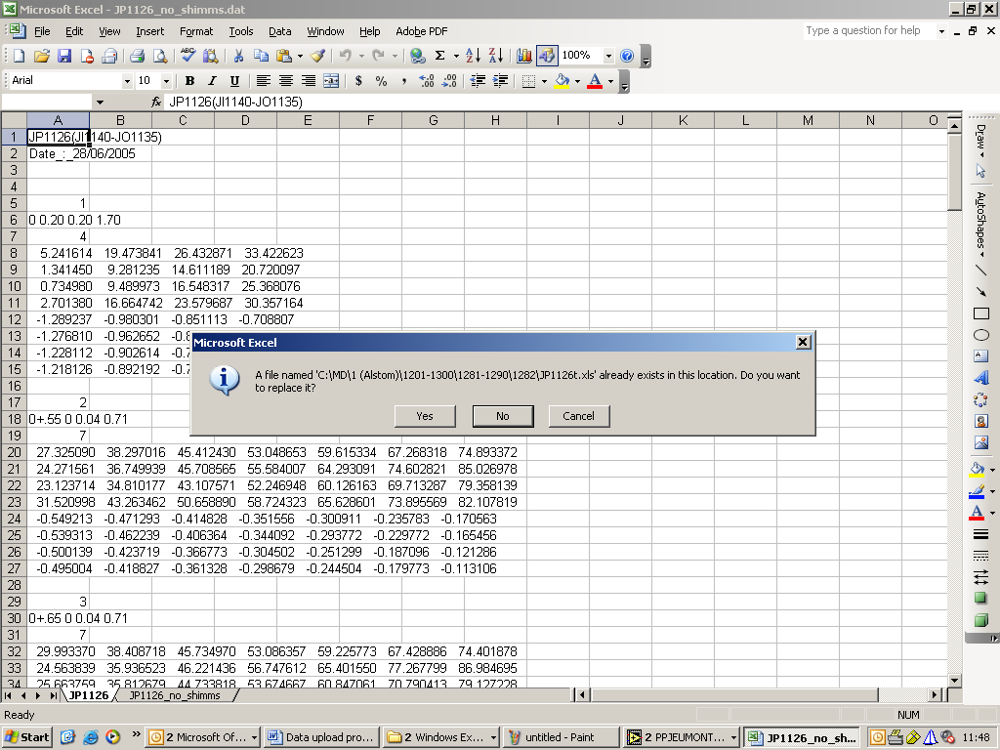 Microsoft Excel - JP1126_no_shimms.dat
File Edit View Insert Format Tools Data Window Help Adobe PDF
Type a question for help
100%
Arial 10 B I U
fx JP1126(JI1140-JO1135)
A B C D E F G H I J K L M N O
1 JP1126(JI1140-JO1135)
2 Date_:_28/06/2005
3
4
5 1
6 0 0.20 0.20 1.70
7 4
8 5.241614 19.473841 26.432871 33.422623
9 1.341450 9.281235 14.611189 20.720097
10 0.734980 9.489973 16.548317 25.368076
11 2.701380 16.664742 23.579687 30.357164
12 -1.289237 -0.980301 -0.851113 -0.708807
13 -1.276810 -0.962652
14 -1.228112 -0.902614
15 -1.218126 -0.892192
16
17 2
18 0+.55 0 0.04 0.71
19 7
Microsoft Excel
A file named 'C:\MD\1 (Alstom)\1201-1300\1281-1290\1282\JP1126t.xls' already exists in this location. Do you want
to replace it?
Yes No Cancel
20 27.325090 38.297016 45.412430 53.048653 59.615334 67.268318 74.893372
21 24.271561 36.749939 45.708565 55.584007 64.293091 74.602821 85.026978
22 23.123714 34.810177 43.107571 52.246948 60.126163 69.713287 79.358139
23 31.520998 43.263462 50.658890 58.724323 65.628601 73.895569 82.107819
24 -0.549213 -0.471293 -0.414828 -0.351556 -0.300911 -0.235783 -0.170563
25 -0.539313 -0.462239 -0.406364 -0.344092 -0.293772 -0.229772 -0.165456
26 -0.500139 -0.423719 -0.366773 -0.304502 -0.251299 -0.187096 -0.121286
27 -0.495004 -0.418827 -0.361328 -0.298679 -0.244504 -0.179773 -0.113106
28
29 3
30 0+.65 0 0.04 0.71
31 7
32 29.993370 38.408718 45.734970 53.086357 59.225773 67.428886 74.401878
33 24.563839 35.936523 46.221436 56.747612 65.401550 77.267799 86.984695
34 25.663759 35.812679 44.733818 53.674667 60.847061 70.790413 79.127228
Draw
AutoShapes
JP1126 JP1126_no_shimms
Ready NUM
Start 2 Microsoft Of... Data upload pro... 2 Windows Ex... untitled - Paint 2 PPJEUMONT... JP1126_no_sh... 11:48